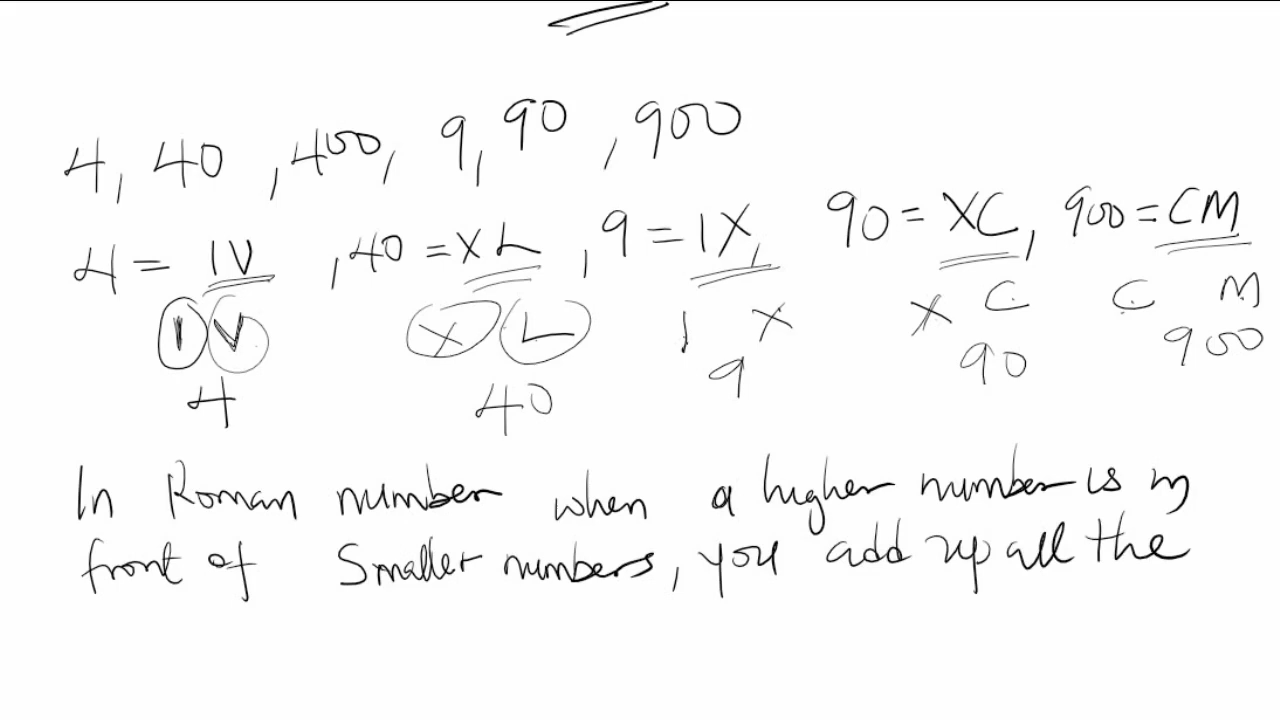 4, 40, 400, 9, 90, 900
4 = IV, 40 = XL, 9 = IX, 90 = XC, 900 = CM
I V X L I X X C C M
4 40 9 90 900
In Roman number when a higher number is in
front of smaller numbers, you add up all the